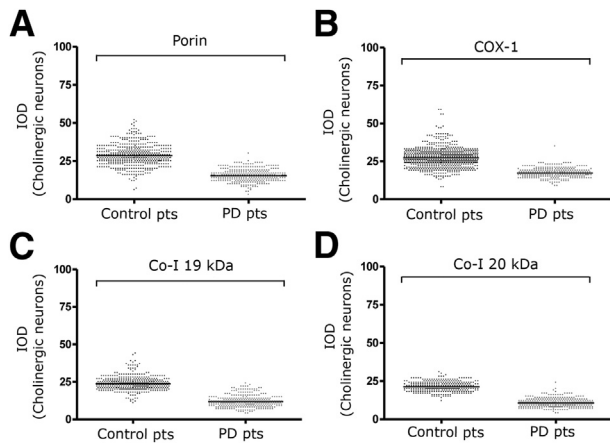 A
Porin
100
75
50
25
0
IOD
(Cholinergic neurons)
Control pts
PD pts
B
COX-1
100
75
50
25
0
IOD
(Cholinergic neurons)
Control pts
PD pts
C
Co-I 19 kDa
100
75
50
25
0
IOD
(Cholinergic neurons)
Control pts
PD pts
D
Co-I 20 kDa
100
75
50
25
0
IOD
(Cholinergic neurons)
Control pts
PD pts